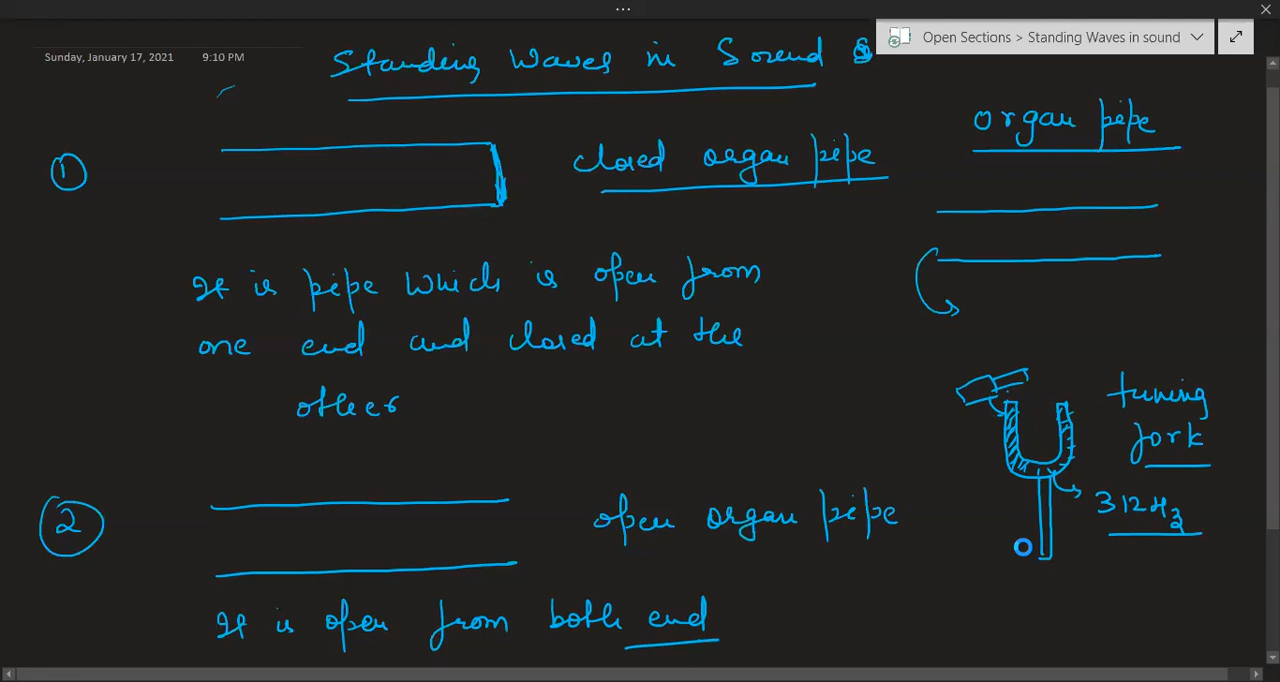 Open Sections > Standing Waves in sound
Sunday, January 17, 2021 9:10 PM
Standing Waves in Sound
organ pipe
1
closed organ pipe
It is pipe which is open from
one end and closed at the
other
tuning
fork
312Hz
2
open organ pipe
It is open from both end